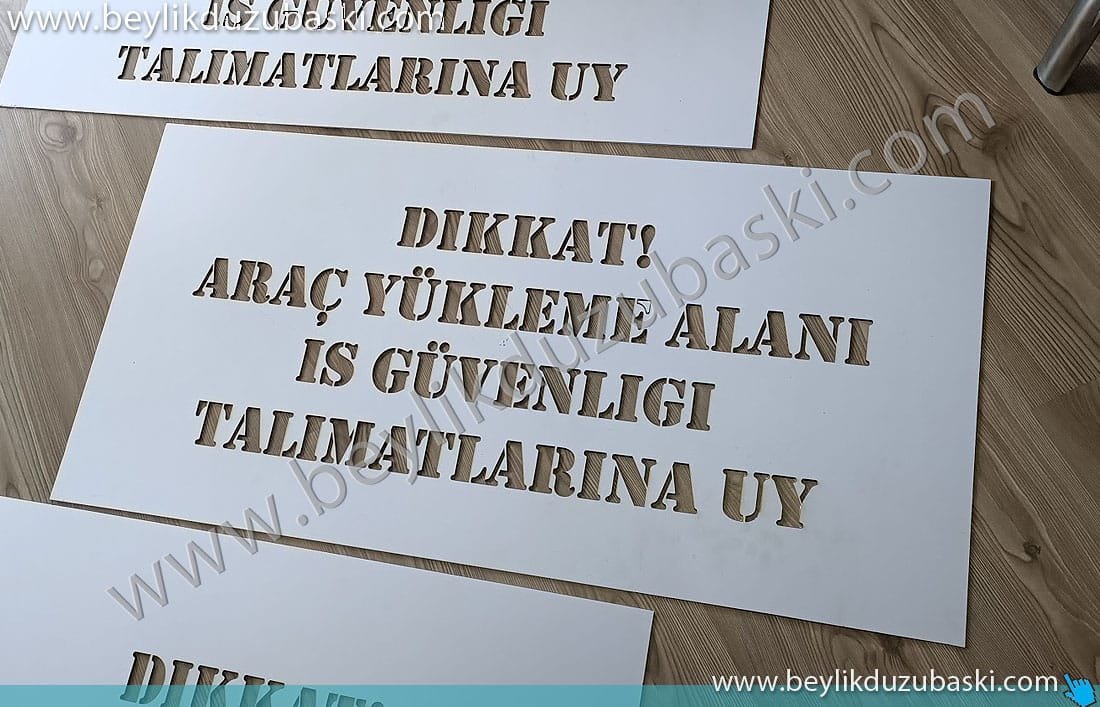 www.beylikduzubaski.com
IS GÜVENLIGI
TALIMATLARINA UY
DIKKAT!
ARAÇ YÜKLEME ALANI
IS GÜVENLIGI
TALIMATLARINA UY
www.beylikduzubaski.com
DIKKAT!
www.beylikduzubaski.com